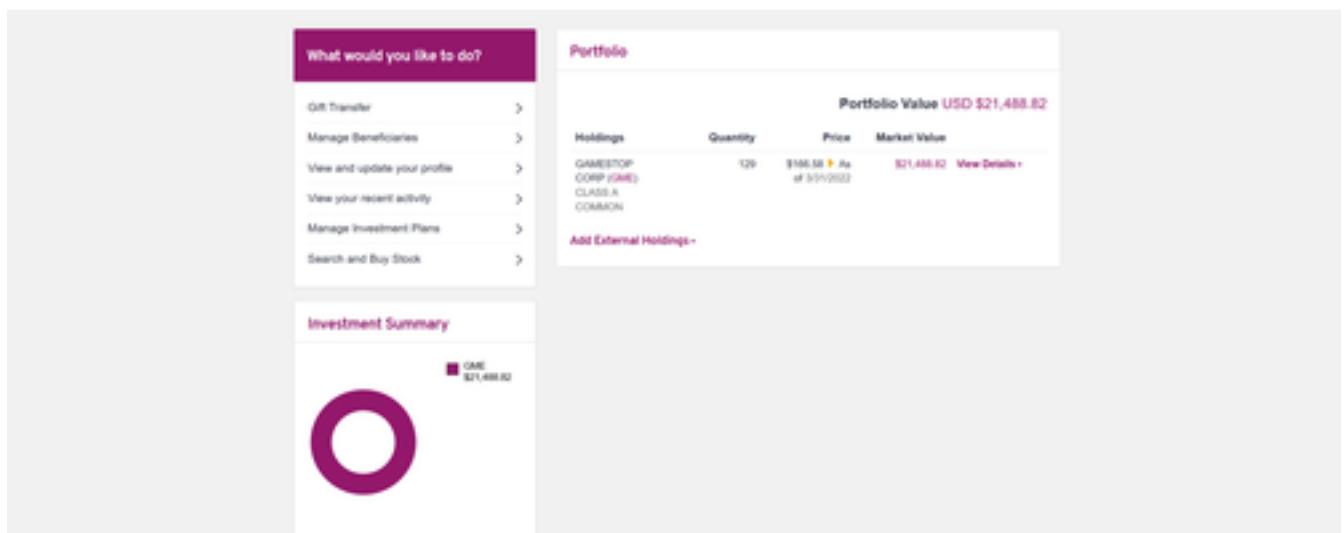 What would you like to do?
Gift Transfer
Manage Beneficiaries
View and update your profile
View your recent activity
Manage Investment Plans
Search and Buy Stock
Investment Summary
GME
$21,488.82
Portfolio
Portfolio Value USD $21,488.82
Holdings Quantity Price Market Value
GAMESTOP 129 $166.58 As $21,488.82 View Details
CORP (GME) of 3/31/2022
CLASS A
COMMON
Add External Holdings